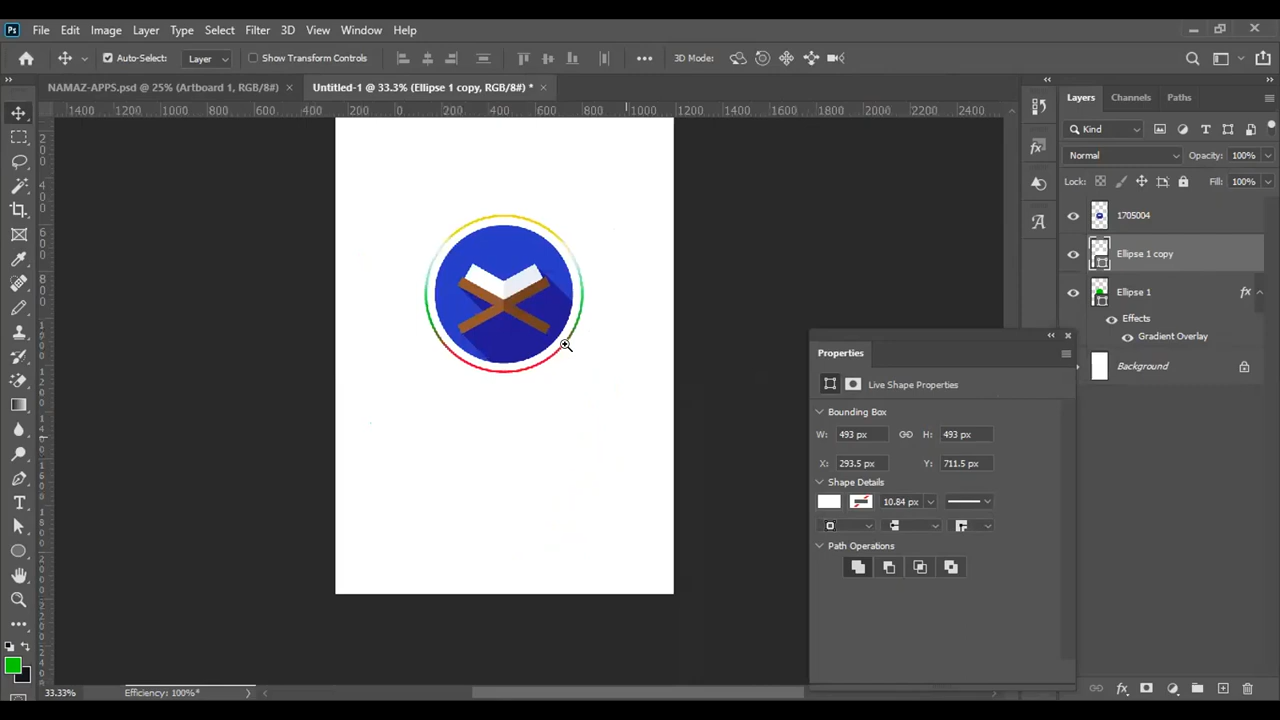 Ps File Edit Image Layer Type Select Filter 3D View Window Help
Auto-Select: Layer Show Transform Controls 3D Mode:
NAMAZ-APPS.psd @ 25% (Artboard 1, RGB/8#) × Untitled-1 @ 33.3% (Ellipse 1 copy, RGB/8#) * ×
1400 1200 1000 800 600 400 200 0 200 400 600 800 1000 1200 1400 1600 1800 2000 2200 2400
Layers Channels Paths
Kind
Normal Opacity: 100%
Lock: Fill: 100%
1705004
Ellipse 1 copy
Ellipse 1 fx
Effects
Gradient Overlay
Background
Properties
Live Shape Properties
Bounding Box
W: 493 px H: 493 px
X: 293.5 px Y: 711.5 px
Shape Details
10.84 px
Path Operations
33.33% Efficiency: 100%*